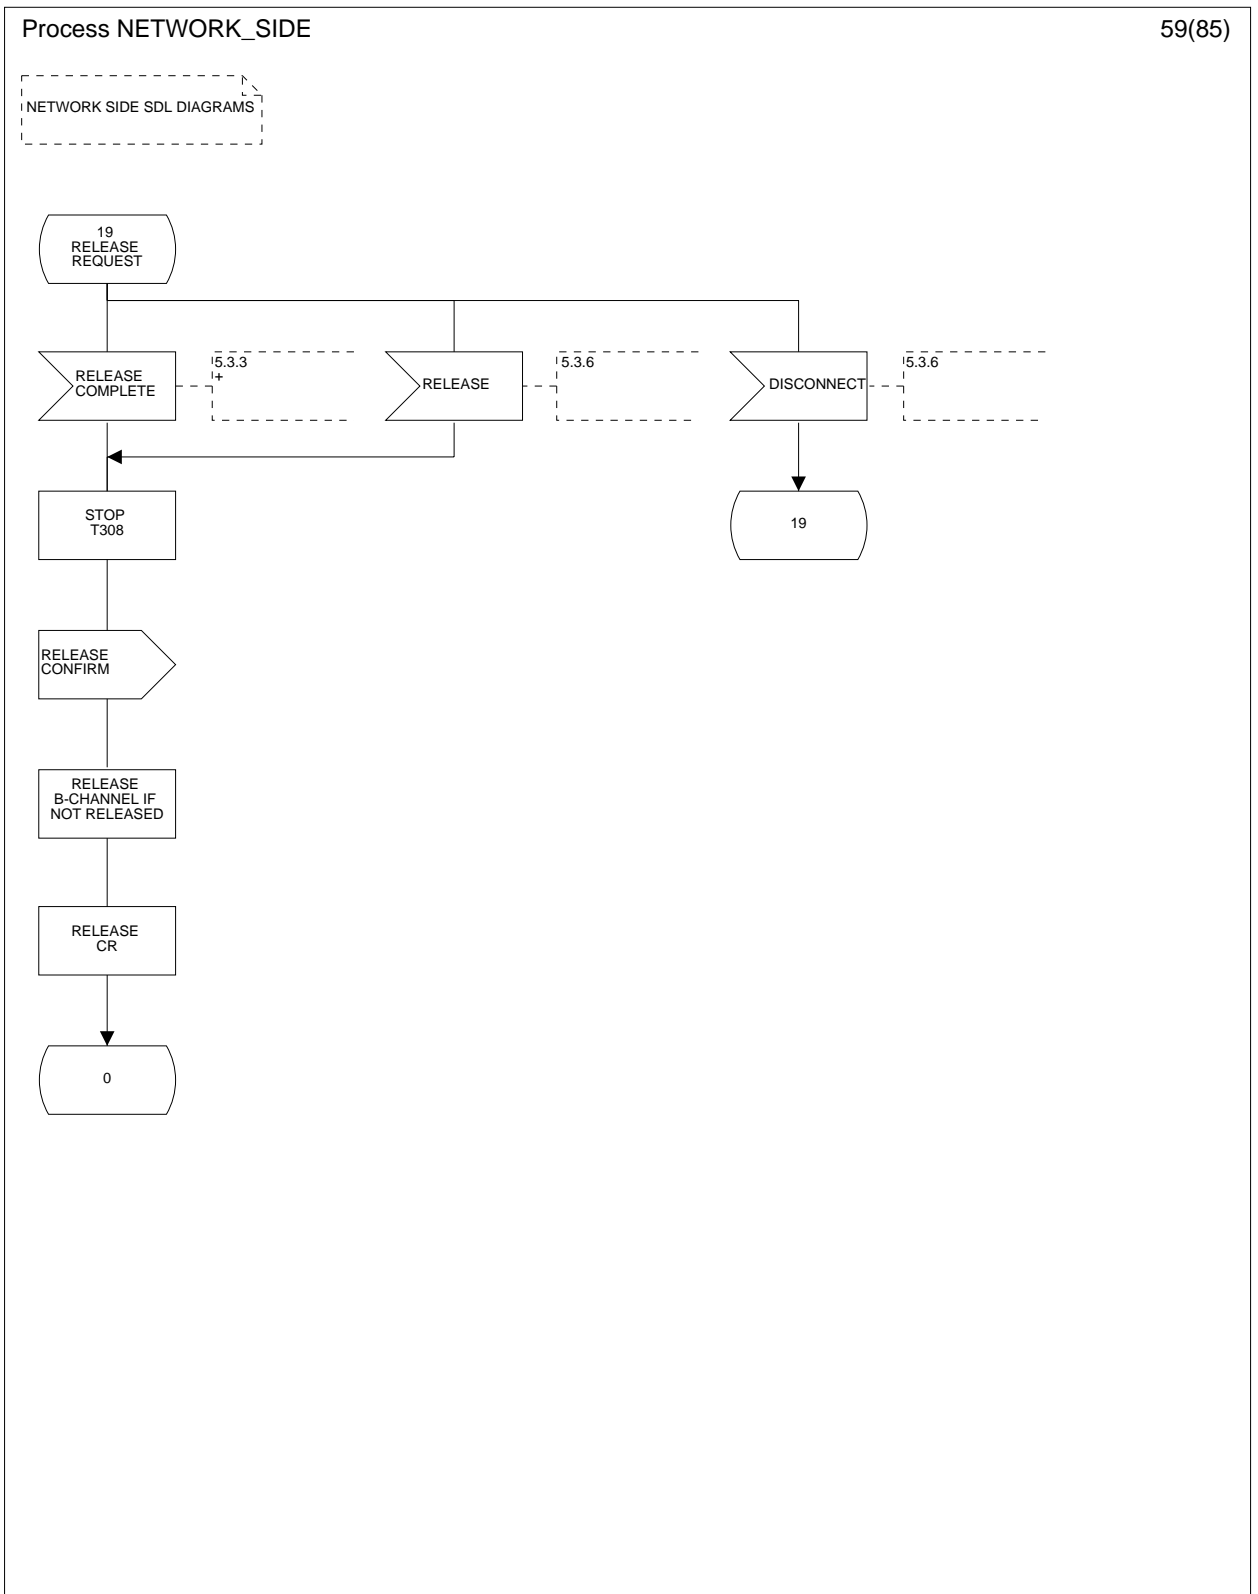 Process NETWORK_SIDE
59(85)
NETWORK SIDE SDL DIAGRAMS
19
RELEASE
REQUEST
RELEASE
COMPLETE
5.3.3
+
RELEASE
5.3.6
DISCONNECT
5.3.6
STOP
T308
19
RELEASE
CONFIRM
RELEASE
B-CHANNEL IF
NOT RELEASED
RELEASE
CR
0